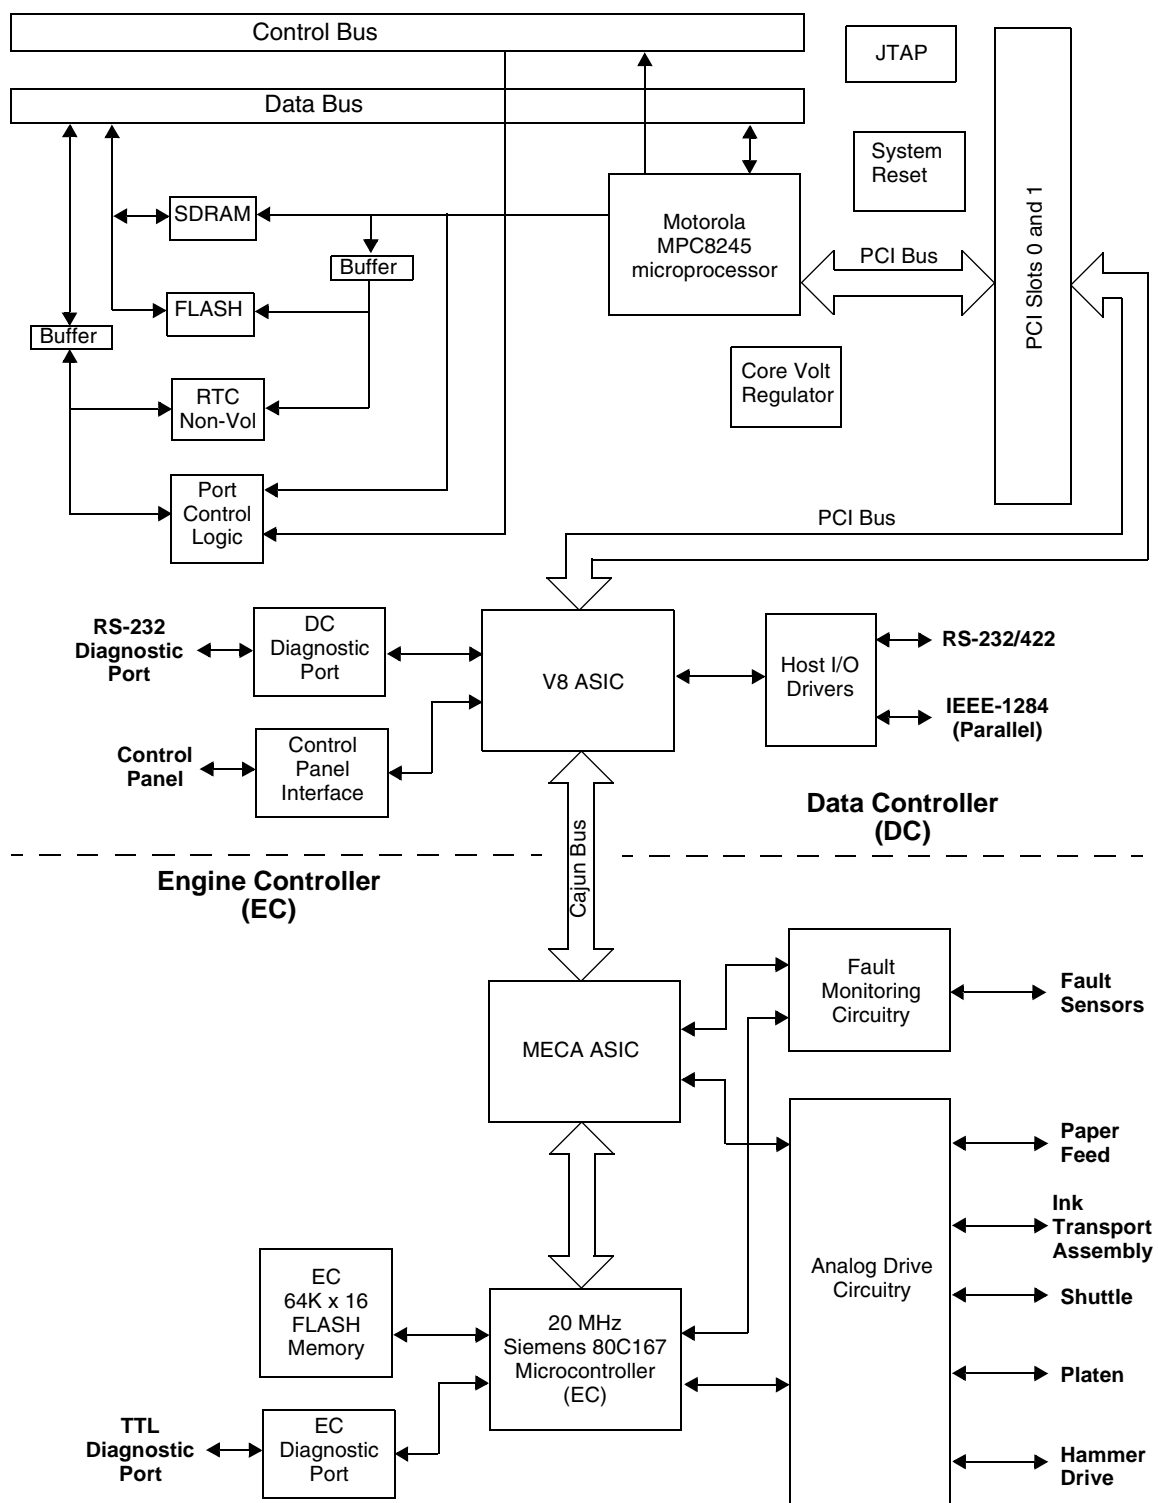 Control Bus
Data Bus
JTAP
System
Reset
PCI Slots 0 and 1
SDRAM
Motorola
MPC8245
microprocessor
PCI Bus
Buffer
FLASH
Buffer
Core Volt
Regulator
RTC
Non-Vol
Port
Control
Logic
PCI Bus
RS-232
Diagnostic
Port
DC
Diagnostic
Port
V8 ASIC
Host I/O
Drivers
RS-232/422
IEEE-1284
(Parallel)
Control
Panel
Control
Panel
Interface
Data Controller
(DC)
Cajun Bus
Engine Controller
(EC)
Fault
Monitoring
Circuitry
Fault
Sensors
MECA ASIC
Paper
Feed
Ink
Transport
Assembly
Analog Drive
Circuitry
Shuttle
EC
64K x 16
FLASH
Memory
20 MHz
Siemens 80C167
Microcontroller
(EC)
Platen
TTL
Diagnostic
Port
EC
Diagnostic
Port
Hammer
Drive